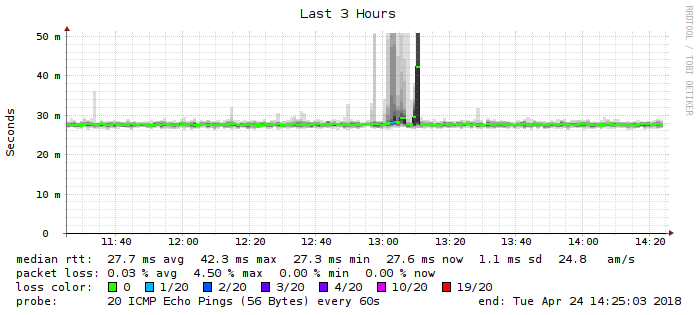 Last 3 Hours
RRDTOOL / TOBI OETIKER
Seconds
50 m
40 m
30 m
20 m
10 m
0
11:40 12:00 12:20 12:40 13:00 13:20 13:40 14:00 14:20
median rtt: 27.7 ms avg 42.3 ms max 27.3 ms min 27.6 ms now 1.1 ms sd 24.8 am/s
packet loss: 0.03 % avg 4.50 % max 0.00 % min 0.00 % now
loss color: 0 1/20 2/20 3/20 4/20 10/20 19/20
probe: 20 ICMP Echo Pings (56 Bytes) every 60s end: Tue Apr 24 14:25:03 2018